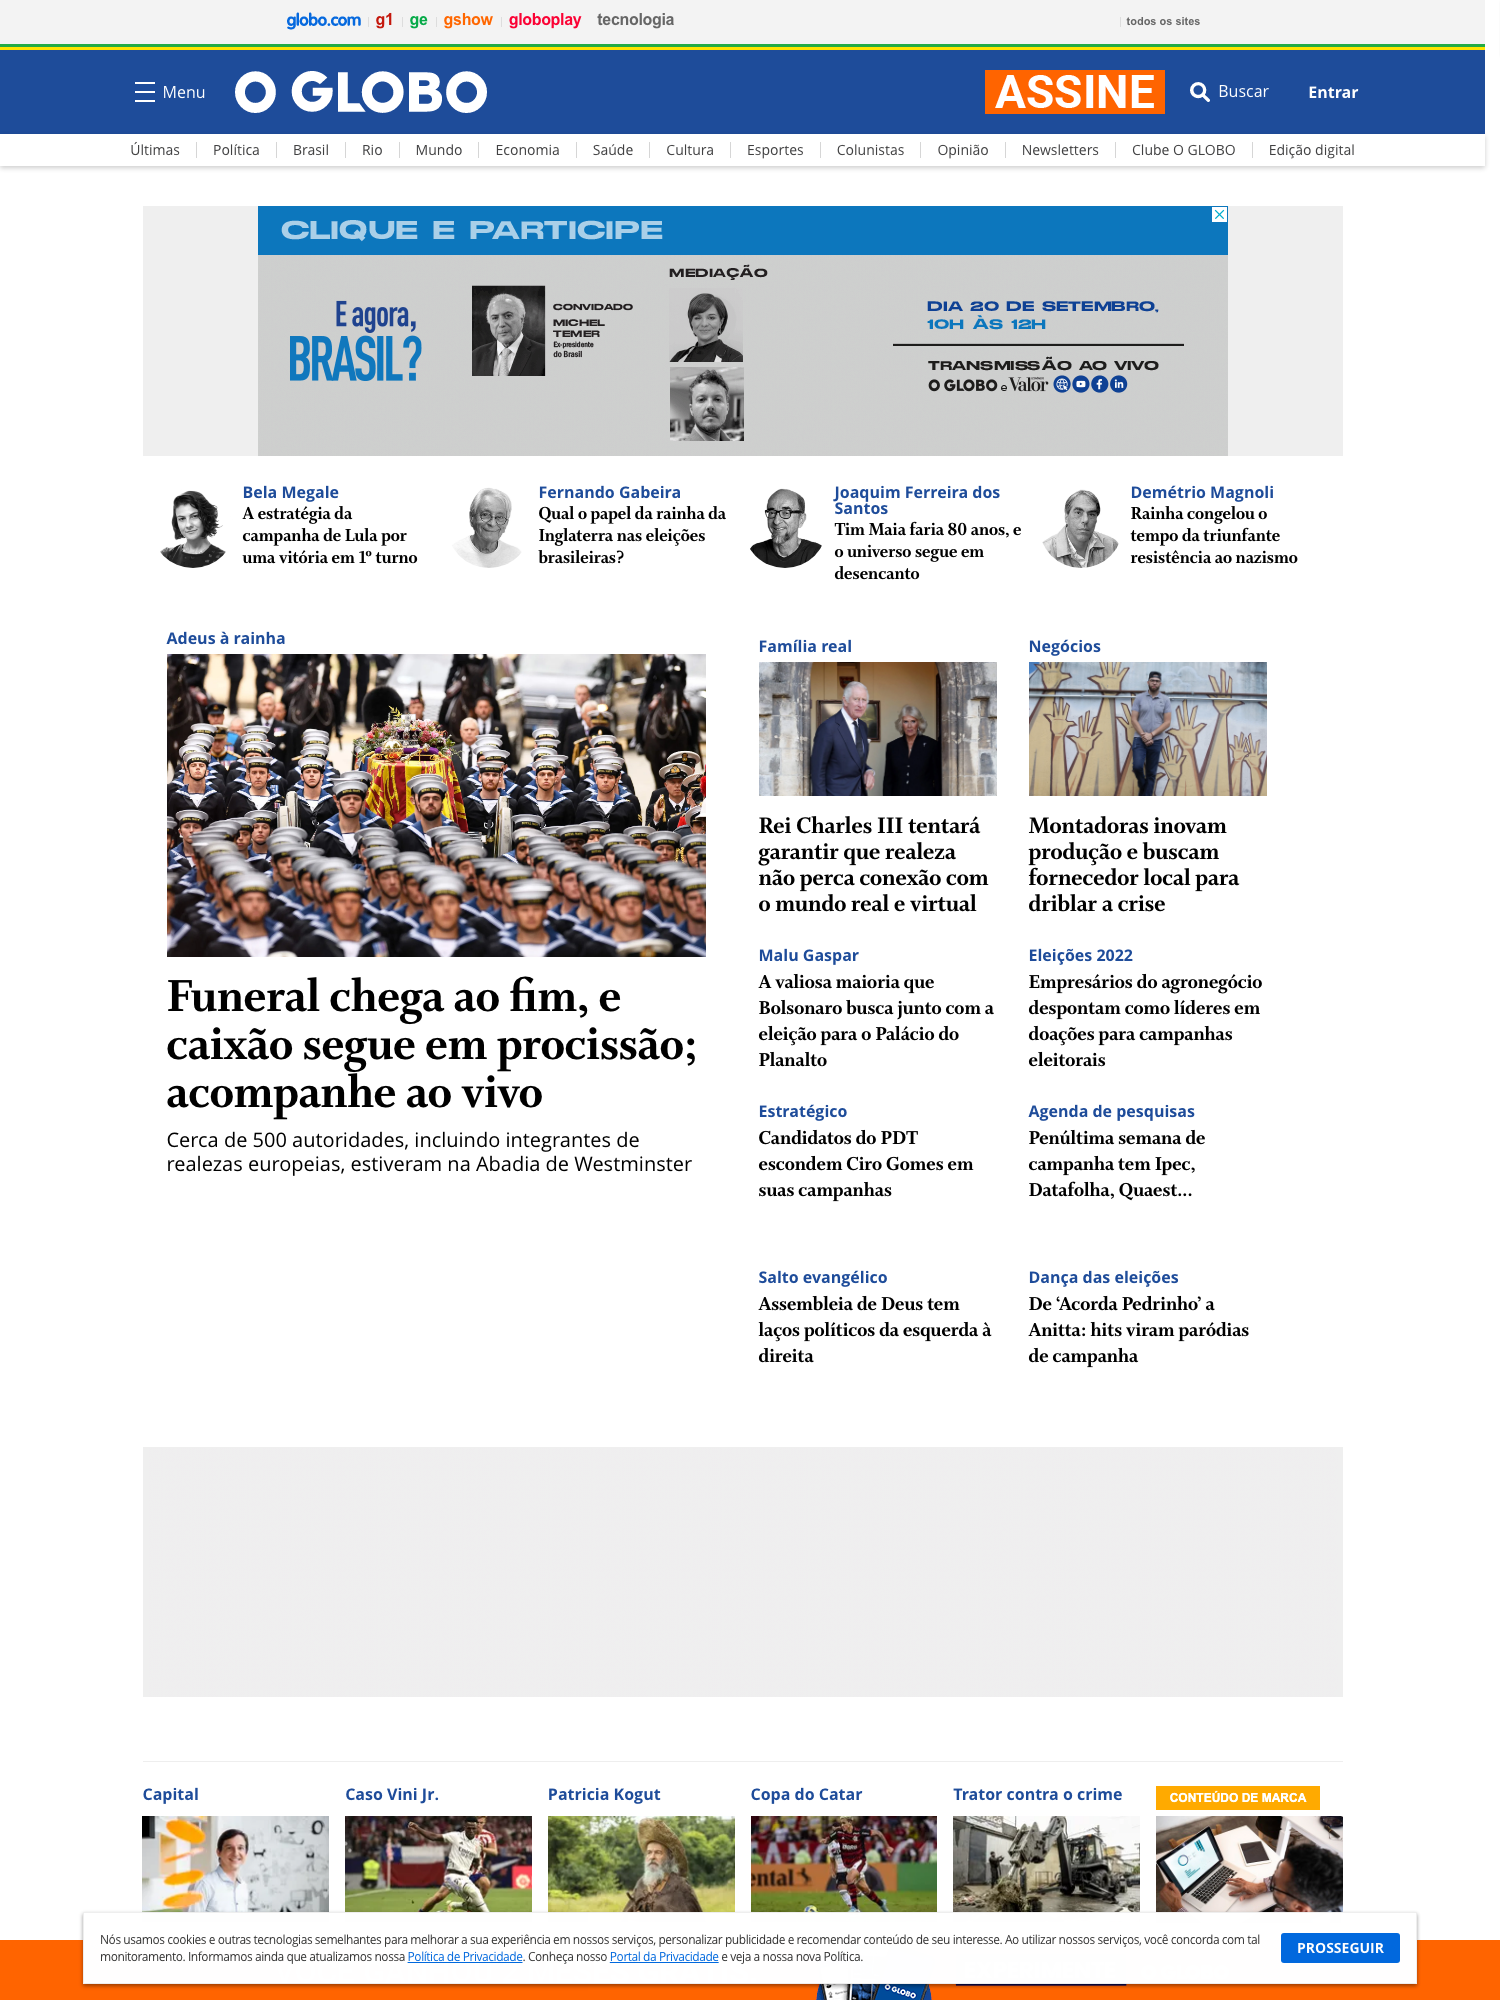 globo.com g1 ge gshow globoplay tecnologia todos os sites
Menu O GLOBO ASSINE Buscar Entrar
Últimas Política Brasil Rio Mundo Economia Saúde Cultura Esportes Colunistas Opinião Newsletters Clube O GLOBO Edição digital
CLIQUE E PARTICIPE
E agora,
BRASIL?
CONVIDADO
MICHEL
TEMER
Ex-presidente
do Brasil
MEDIAÇÃO
DIA 20 DE SETEMBRO,
10H ÀS 12H
TRANSMISSÃO AO VIVO
O GLOBO e Valor
Bela Megale
A estratégia da
campanha de Lula por
uma vitória em 1º turno
Fernando Gabeira
Qual o papel da rainha da
Inglaterra nas eleições
brasileiras?
Joaquim Ferreira dos
Santos
Tim Maia faria 80 anos, e
o universo segue em
desencanto
Demétrio Magnoli
Rainha congelou o
tempo da triunfante
resistência ao nazismo
Adeus à rainha
Funeral chega ao fim, e
caixão segue em procissão;
acompanhe ao vivo
Cerca de 500 autoridades, incluindo integrantes de
realezas europeias, estiveram na Abadia de Westminster
Família real
Rei Charles III tentará
garantir que realeza
não perca conexão com
o mundo real e virtual
Negócios
Montadoras inovam
produção e buscam
fornecedor local para
driblar a crise
Malu Gaspar
A valiosa maioria que
Bolsonaro busca junto com a
eleição para o Palácio do
Planalto
Eleições 2022
Empresários do agronegócio
despontam como líderes em
doações para campanhas
eleitorais
Estratégico
Candidatos do PDT
escondem Ciro Gomes em
suas campanhas
Agenda de pesquisas
Penúltima semana de
campanha tem Ipec,
Datafolha, Quaest...
Salto evangélico
Assembleia de Deus tem
laços políticos da esquerda à
direita
Dança das eleições
De ‘Acorda Pedrinho’ a
Anitta: hits viram paródias
de campanha
Capital
Caso Vini Jr.
Patricia Kogut
Copa do Catar
Trator contra o crime
CONTEÚDO DE MARCA
Nós usamos cookies e outras tecnologias semelhantes para melhorar a sua experiência em nossos serviços, personalizar publicidade e recomendar conteúdo de seu interesse. Ao utilizar nossos serviços, você concorda com tal
monitoramento. Informamos ainda que atualizamos nossa Política de Privacidade. Conheça nosso Portal da Privacidade e veja a nossa nova Política.
PROSSEGUIR
O GLOBO